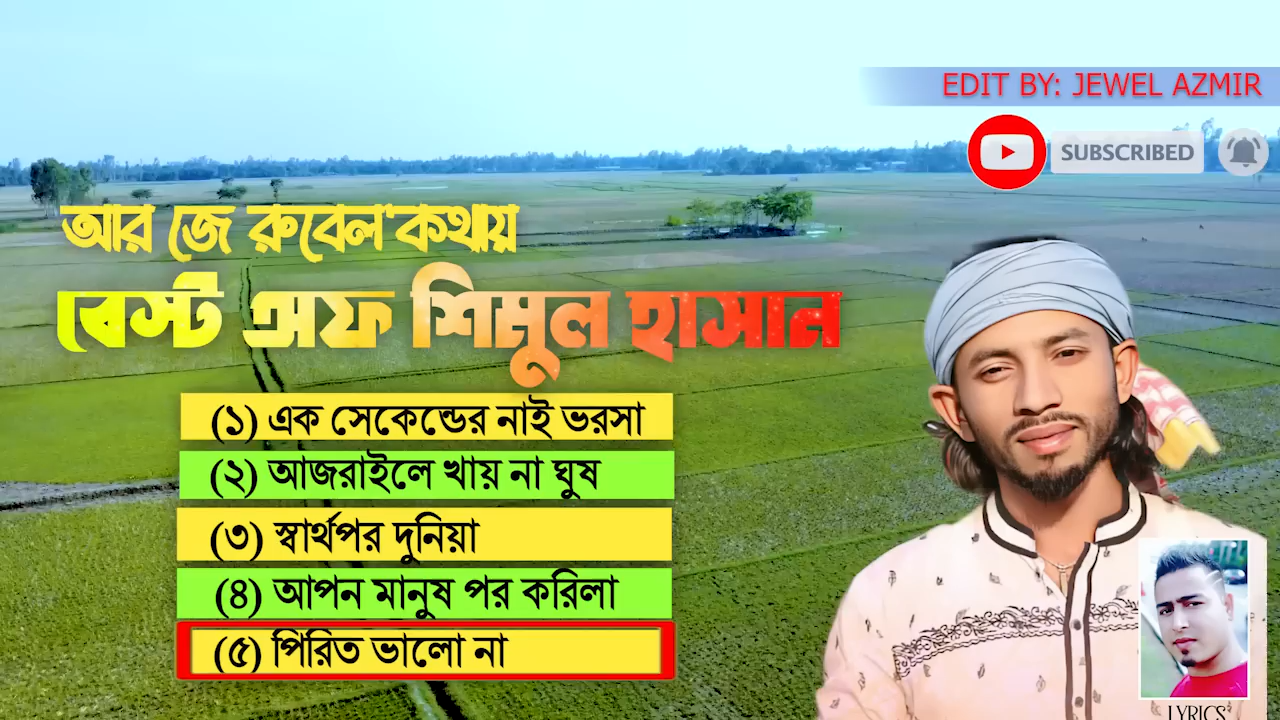 EDIT BY: JEWEL AZMIR
SUBSCRIBED
আর জে রুবেল'কথায়
বেস্ট অফ শিমুল হাসান
(১) এক সেকেন্ডের নাই ভরসা
(২) আজরাইলে খায় না ঘুষ
(৩) স্বার্থপর দুনিয়া
(৪) আপন মানুষ পর করিলা
(৫) পিরিত ভালো না
LYRICS